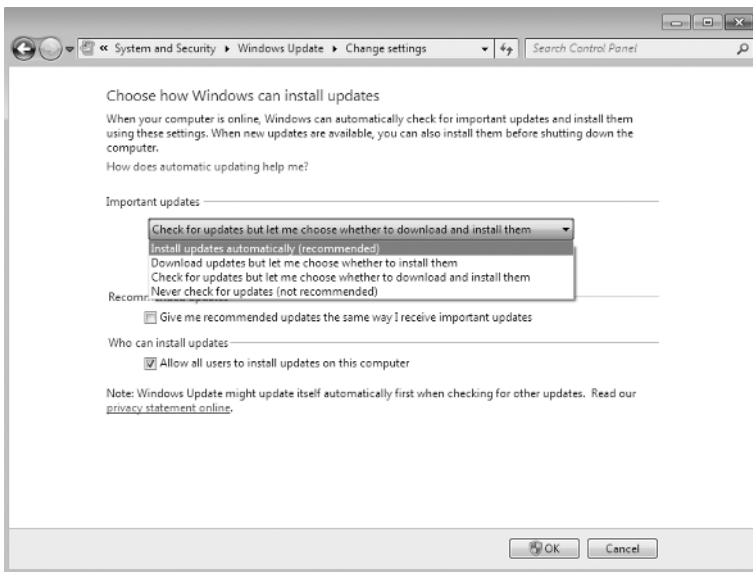 « System and Security ▸ Windows Update ▸ Change settings
Search Control Panel
Choose how Windows can install updates
When your computer is online, Windows can automatically check for important updates and install them
using these settings. When new updates are available, you can also install them before shutting down the
computer.
How does automatic updating help me?
Important updates
Check for updates but let me choose whether to download and install them
Install updates automatically (recommended)
Download updates but let me choose whether to install them
Check for updates but let me choose whether to download and install them
Never check for updates (not recommended)
Give me recommended updates the same way I receive important updates
Who can install updates
Allow all users to install updates on this computer
Note: Windows Update might update itself automatically first when checking for other updates. Read our
privacy statement online.
OK
Cancel